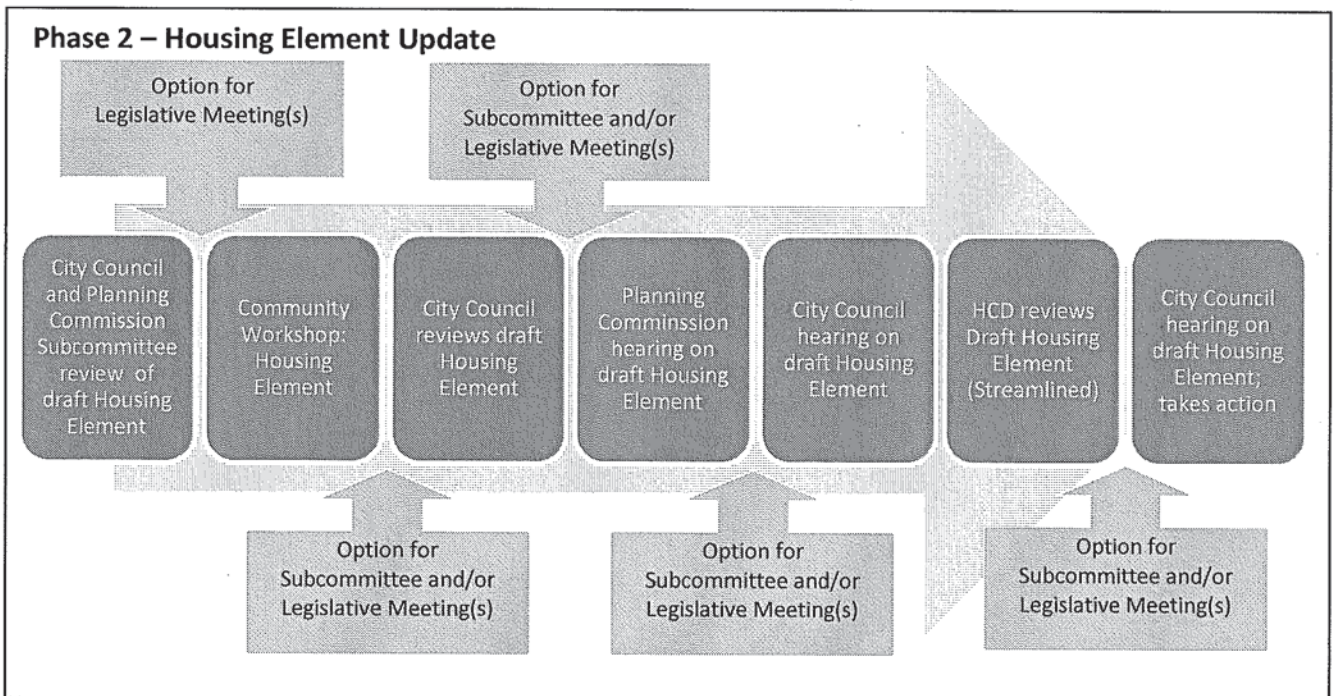 Phase 2 – Housing Element Update
Option for
Legislative Meeting(s)
Option for
Subcommittee and/or
Legislative Meeting(s)
City Council
and Planning
Commission
Subcommittee
review of
draft Housing
Element
Community
Workshop:
Housing
Element
City Council
reviews draft
Housing
Element
Planning
Comminssion
hearing on
draft Housing
Element
City Council
hearing on
draft Housing
Element
HCD reviews
Draft Housing
Element
(Streamlined)
City Council
hearing on
draft Housing
Element;
takes action
Option for
Subcommittee and/or
Legislative Meeting(s)
Option for
Subcommittee and/or
Legislative Meeting(s)
Option for
Subcommittee and/or
Legislative Meeting(s)